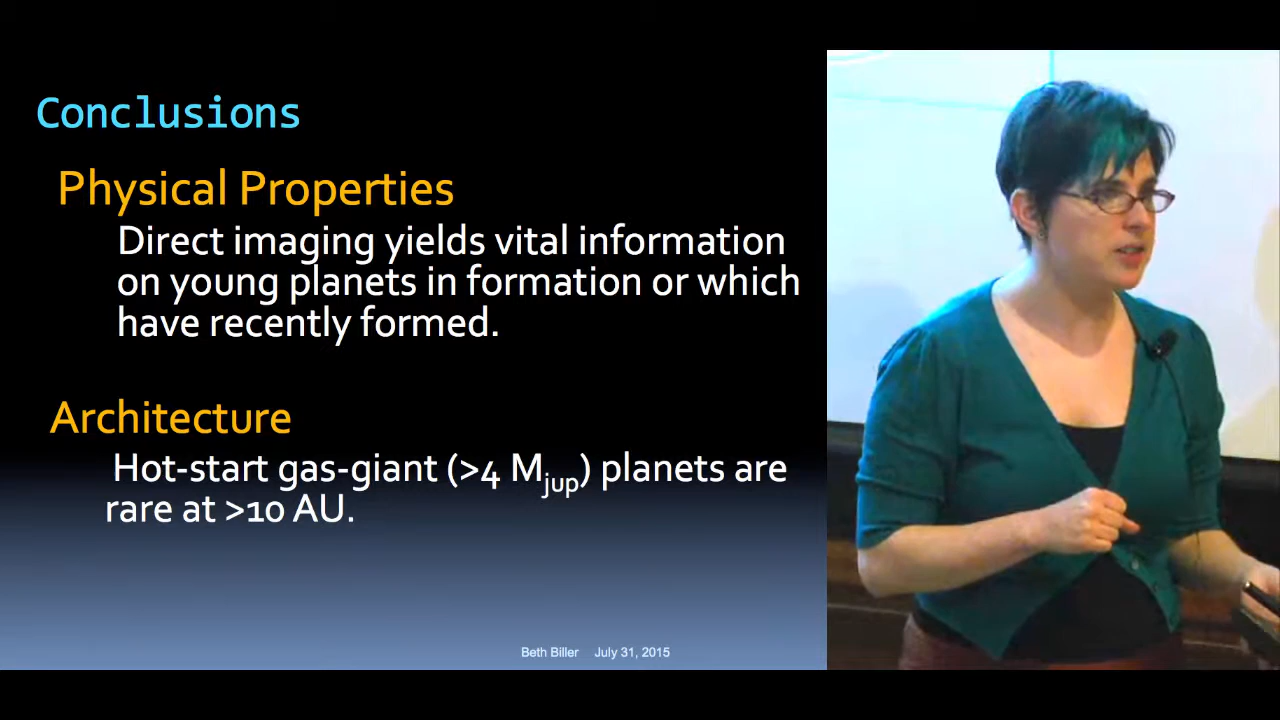 Conclusions
Physical Properties
Direct imaging yields vital information
on young planets in formation or which
have recently formed.
Architecture
Hot-start gas-giant (>4 Mjup) planets are
rare at >10 AU.
Beth Biller July 31, 2015